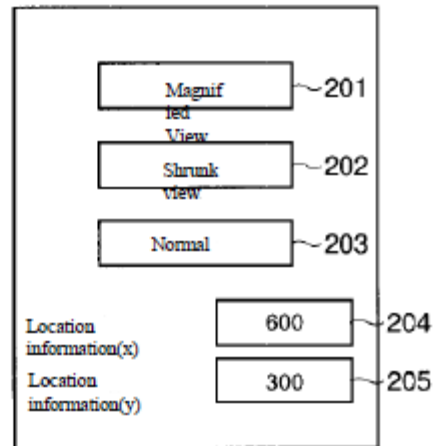 Magnif
ied
View
201
Shrunk
view
202
Normal
203
600
204
Location
information(x)
300
205
Location
information(y)